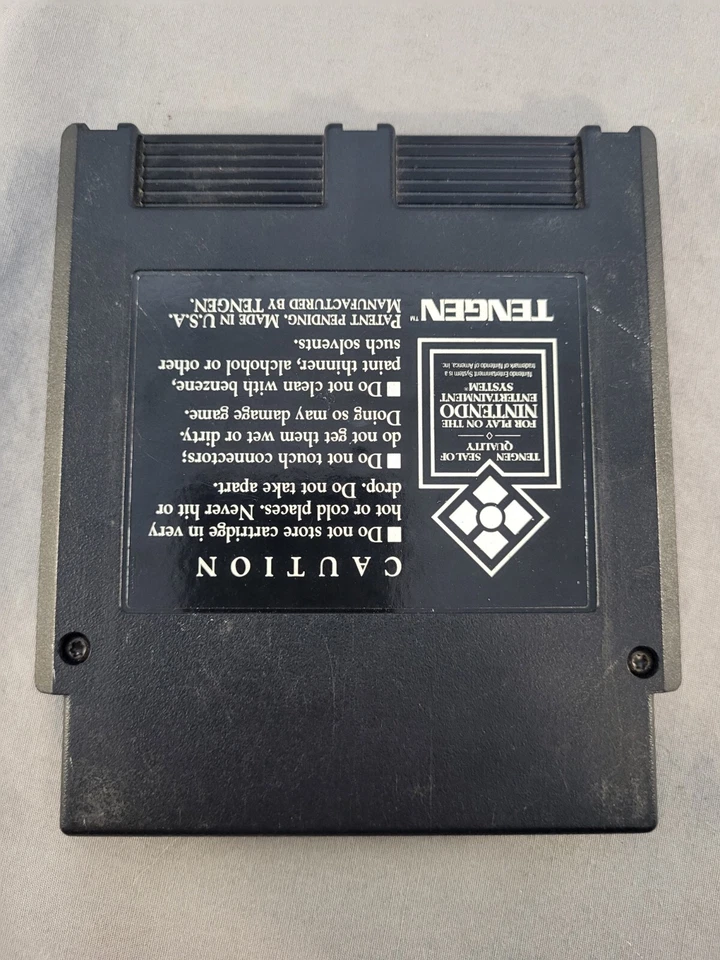 TENGEN SEAL OF
QUALITY
FOR PLAY ON THE
NINTENDO
ENTERTAINMENT
SYSTEM®
Nintendo Entertainment System is a
trademark of Nintendo of America, Inc.
TENGEN™
CAUTION
■ Do not store cartridge in very
hot or cold places. Never hit or
drop. Do not take apart.
■ Do not touch connectors;
do not get them wet or dirty.
Doing so may damage game.
■ Do not clean with benzene,
paint thinner, alchohol or other
such solvents.
PATENT PENDING. MADE IN U.S.A.
MANUFACTURED BY TENGEN.